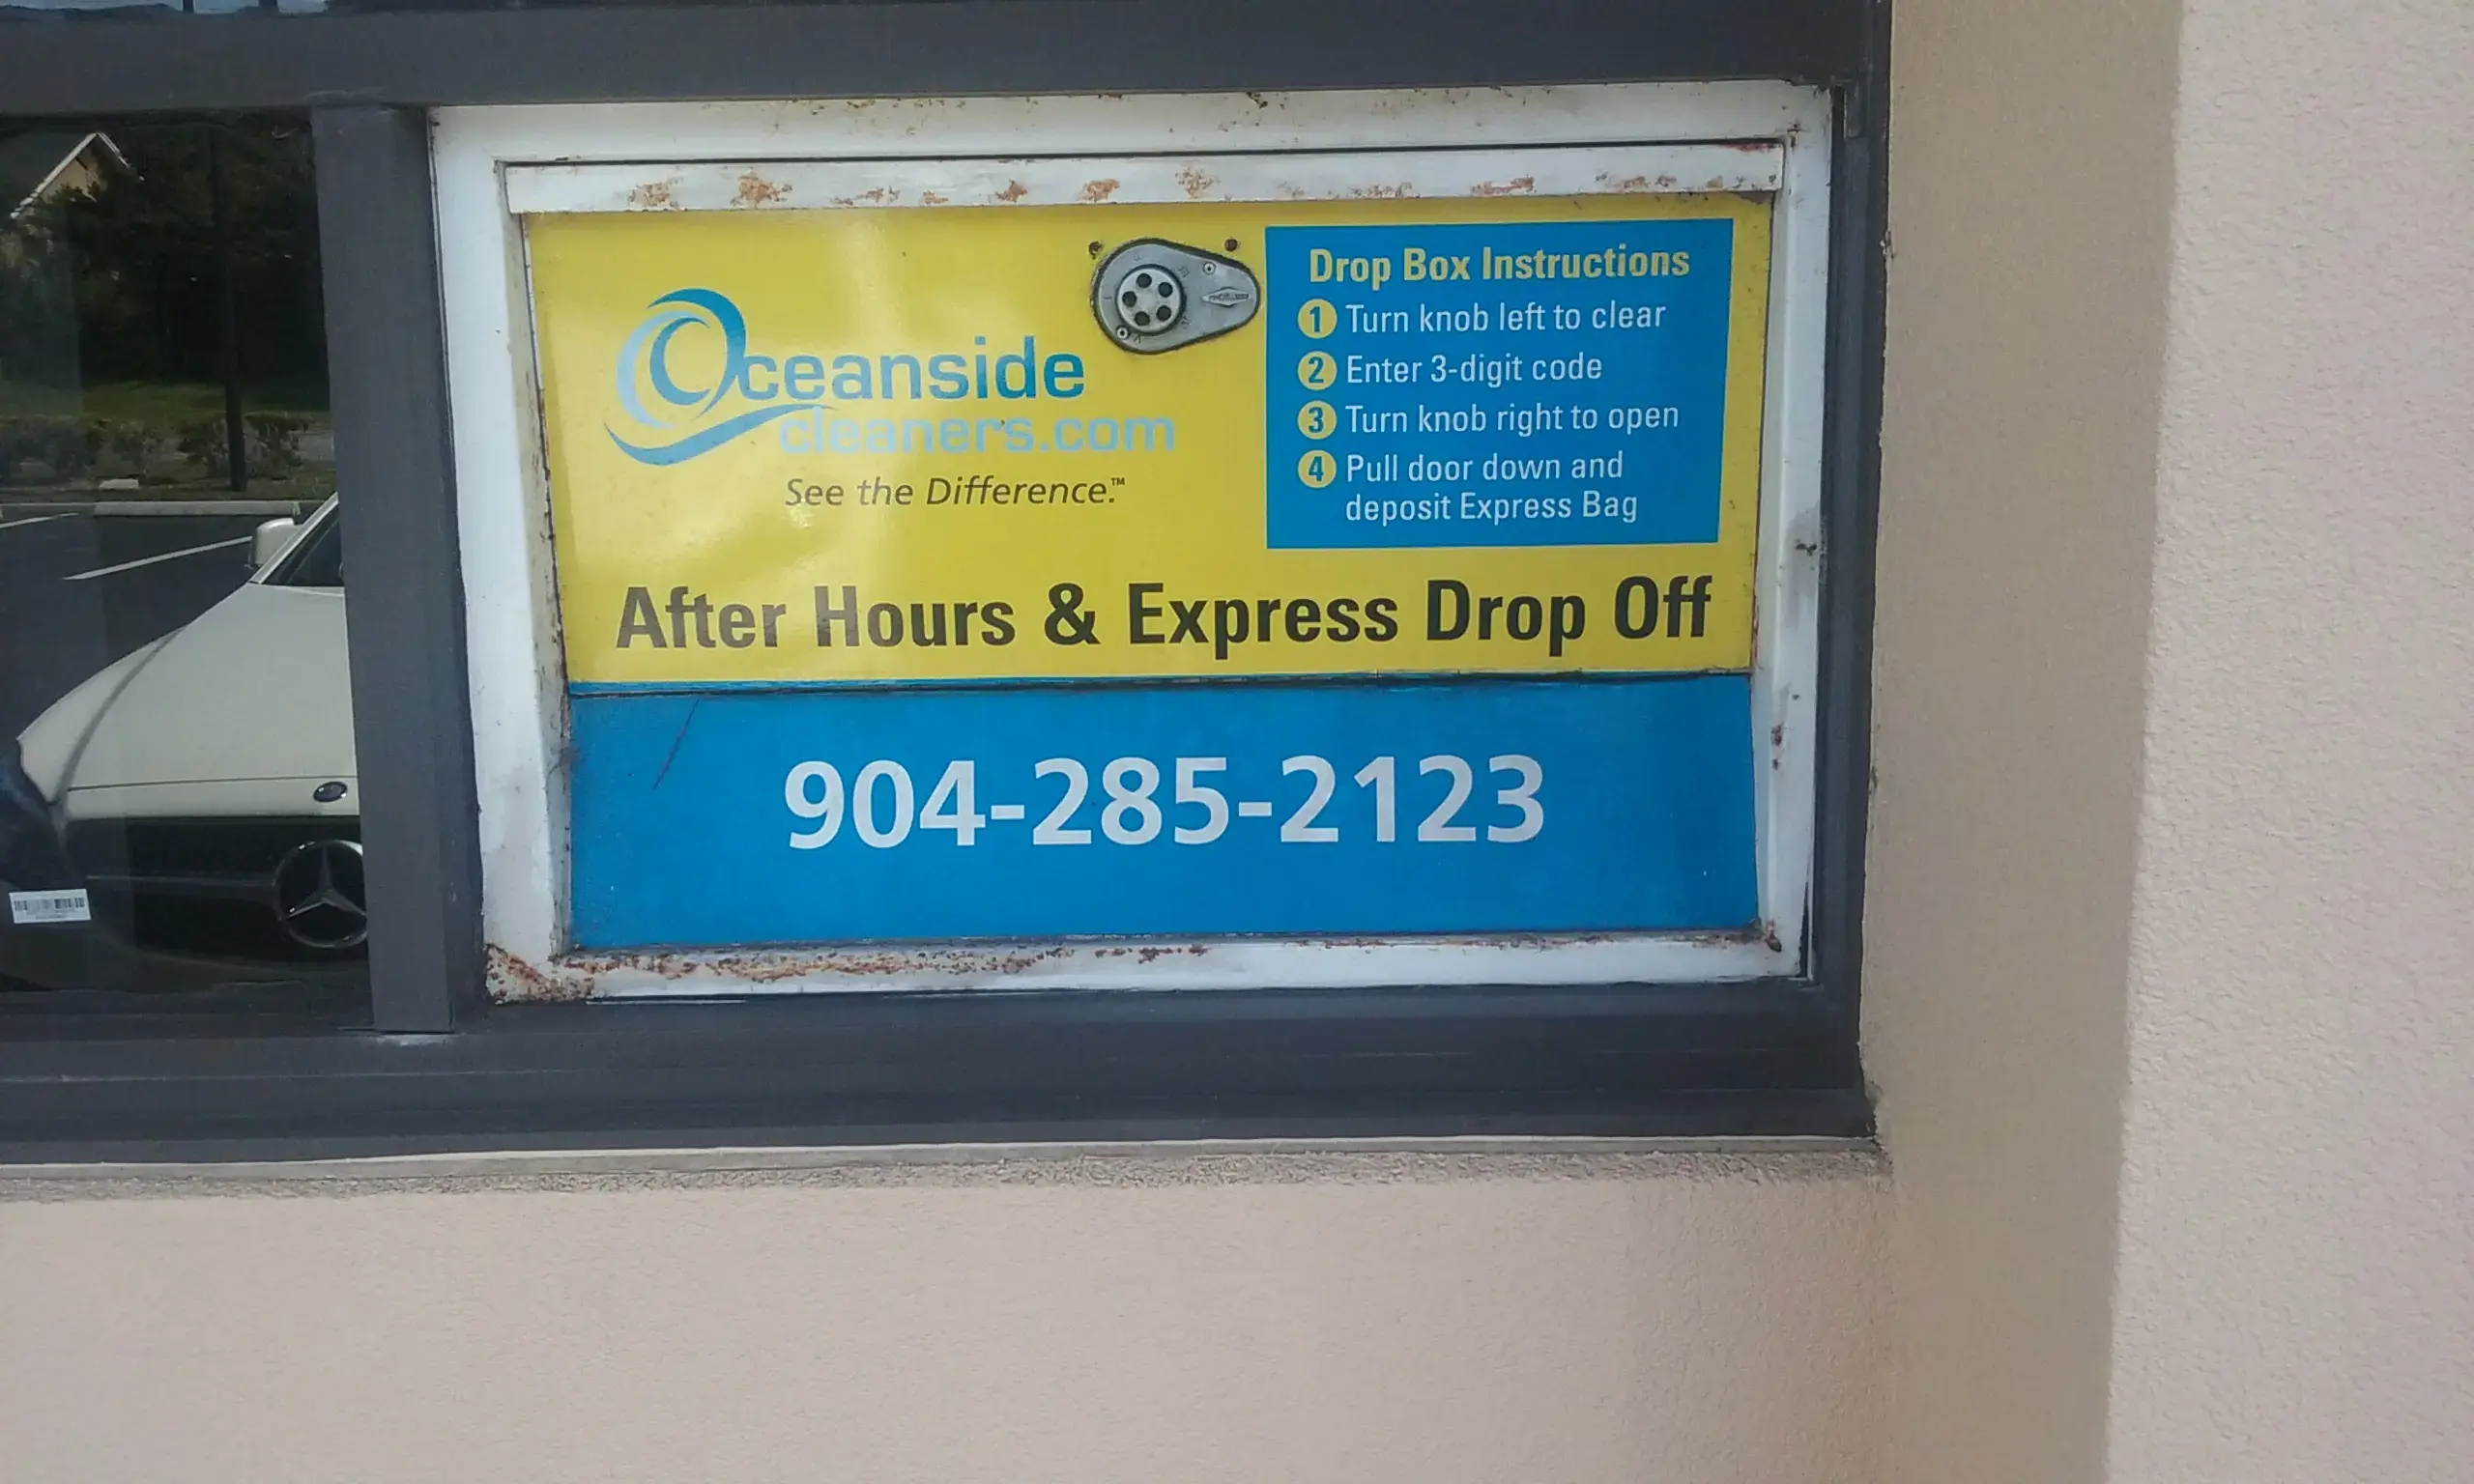 Oceanside
cleaners.com
See the Difference.™
Drop Box Instructions
1 Turn knob left to clear
2 Enter 3-digit code
3 Turn knob right to open
4 Pull door down and
deposit Express Bag
After Hours & Express Drop Off
904-285-2123